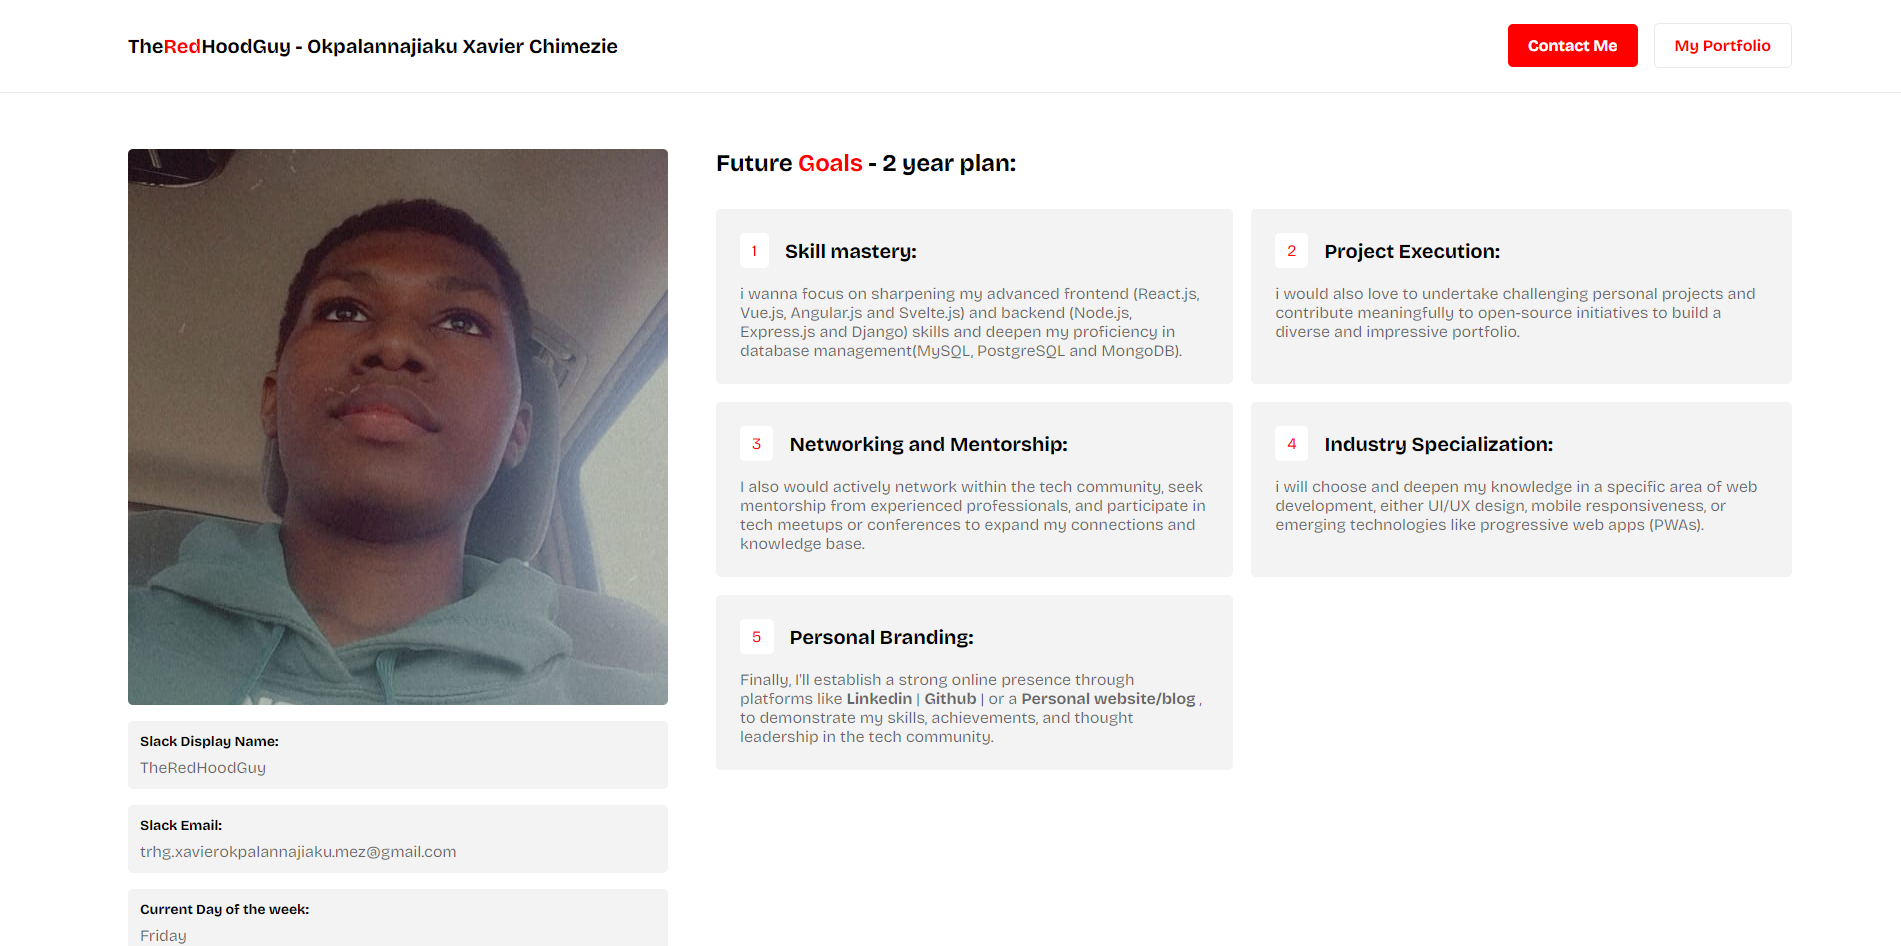 TheRedHoodGuy - Okpalannajiaku Xavier Chimezie
Contact Me
My Portfolio
Future Goals - 2 year plan:
1
Skill mastery:
i wanna focus on sharpening my advanced frontend (React.js,
Vue.js, Angular.js and Svelte.js) and backend (Node.js,
Express.js and Django) skills and deepen my proficiency in
database management(MySQL, PostgreSQL and MongoDB).
2
Project Execution:
i would also love to undertake challenging personal projects and
contribute meaningfully to open-source initiatives to build a
diverse and impressive portfolio.
3
Networking and Mentorship:
I also would actively network within the tech community, seek
mentorship from experienced professionals, and participate in
tech meetups or conferences to expand my connections and
knowledge base.
4
Industry Specialization:
i will choose and deepen my knowledge in a specific area of web
development, either UI/UX design, mobile responsiveness, or
emerging technologies like progressive web apps (PWAs).
5
Personal Branding:
Finally, I'll establish a strong online presence through
platforms like Linkedin | Github | or a Personal website/blog ,
to demonstrate my skills, achievements, and thought
leadership in the tech community.
Slack Display Name:
TheRedHoodGuy
Slack Email:
trhg.xavierokpalannajiaku.mez@gmail.com
Current Day of the week:
Friday